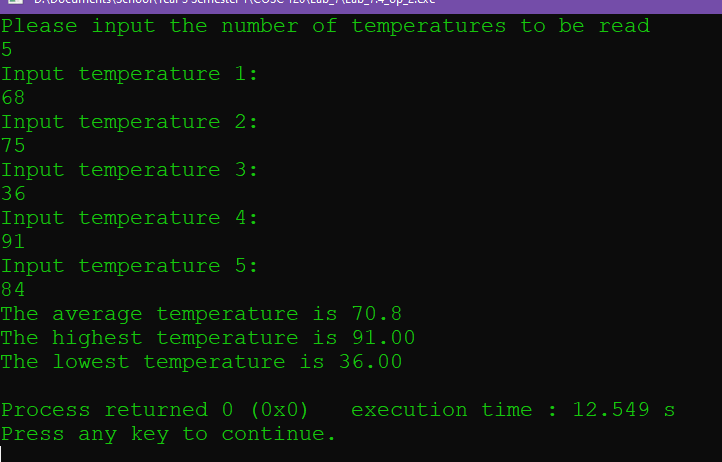 Please input the number of temperatures to be read
5
Input temperature 1:
68
Input temperature 2:
75
Input temperature 3:
36
Input temperature 4:
91
Input temperature 5:
84
The average temperature is 70.8
The highest temperature is 91.00
The lowest temperature is 36.00
Process returned 0 (0x0)   execution time : 12.549 s
Press any key to continue.